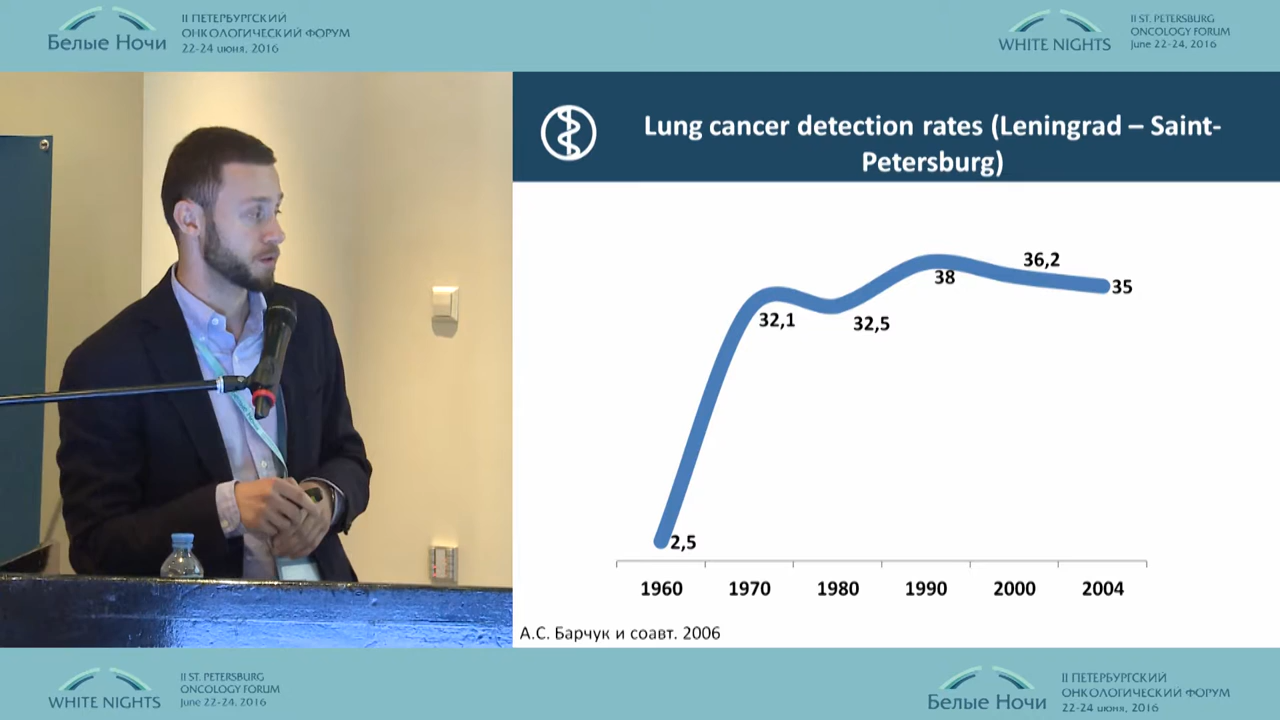 Белые Ночи
II ПЕТЕРБУРГСКИЙ
ОНКОЛОГИЧЕСКИЙ ФОРУМ
22-24 июня, 2016
WHITE NIGHTS
II ST. PETERSBURG
ONCOLOGY FORUM
June 22-24, 2016
Lung cancer detection rates (Leningrad – Saint-
Petersburg)
36,2
38
35
32,1
32,5
2,5
1960 1970 1980 1990 2000 2004
А.С. Барчук и соавт. 2006
WHITE NIGHTS
II ST. PETERSBURG
ONCOLOGY FORUM
June 22-24, 2016
Белые Ночи
II ПЕТЕРБУРГСКИЙ
ОНКОЛОГИЧЕСКИЙ ФОРУМ
22-24 июня, 2016